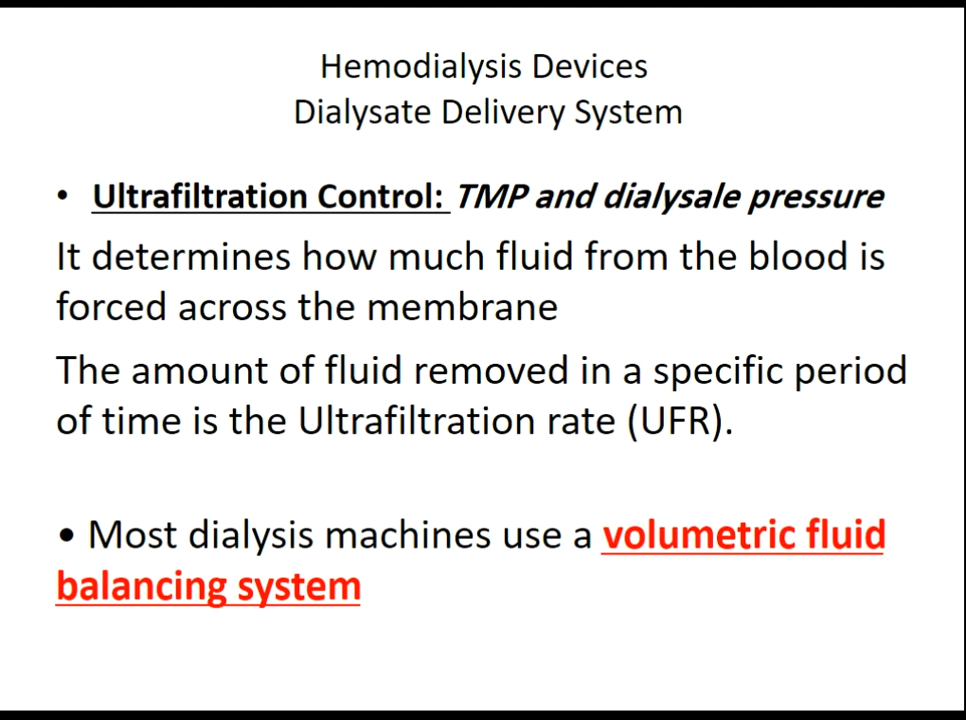 Hemodialysis Devices
Dialysate Delivery System
• Ultrafiltration Control: TMP and dialysale pressure
It determines how much fluid from the blood is
forced across the membrane
The amount of fluid removed in a specific period
of time is the Ultrafiltration rate (UFR).
• Most dialysis machines use a volumetric fluid
balancing system